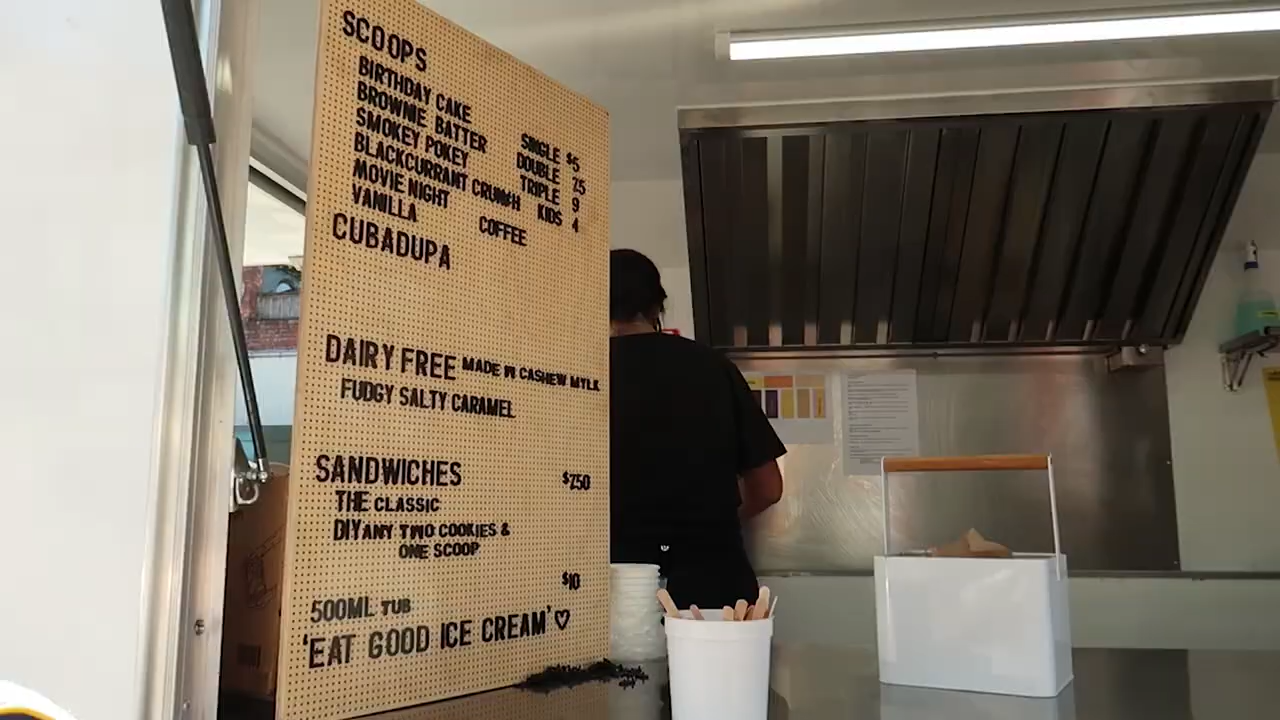 SCOOPS
BIRTHDAY CAKE
BROWNIE BATTER
SMOKEY POKEY
BLACKCURRANT CRUNCH
MOVIE NIGHT
VANILLA
COFFEE
CUBADUPA
SINGLE $5
DOUBLE 7.5
TRIPLE 9
KIDS 4
DAIRY FREE MADE IN CASHEW MYLK
FUDGY SALTY CARAMEL
SANDWICHES $7.50
THE CLASSIC
DIY ANY TWO COOKIES &
ONE SCOOP
$10
500ML TUB
'EAT GOOD ICE CREAM' ♡